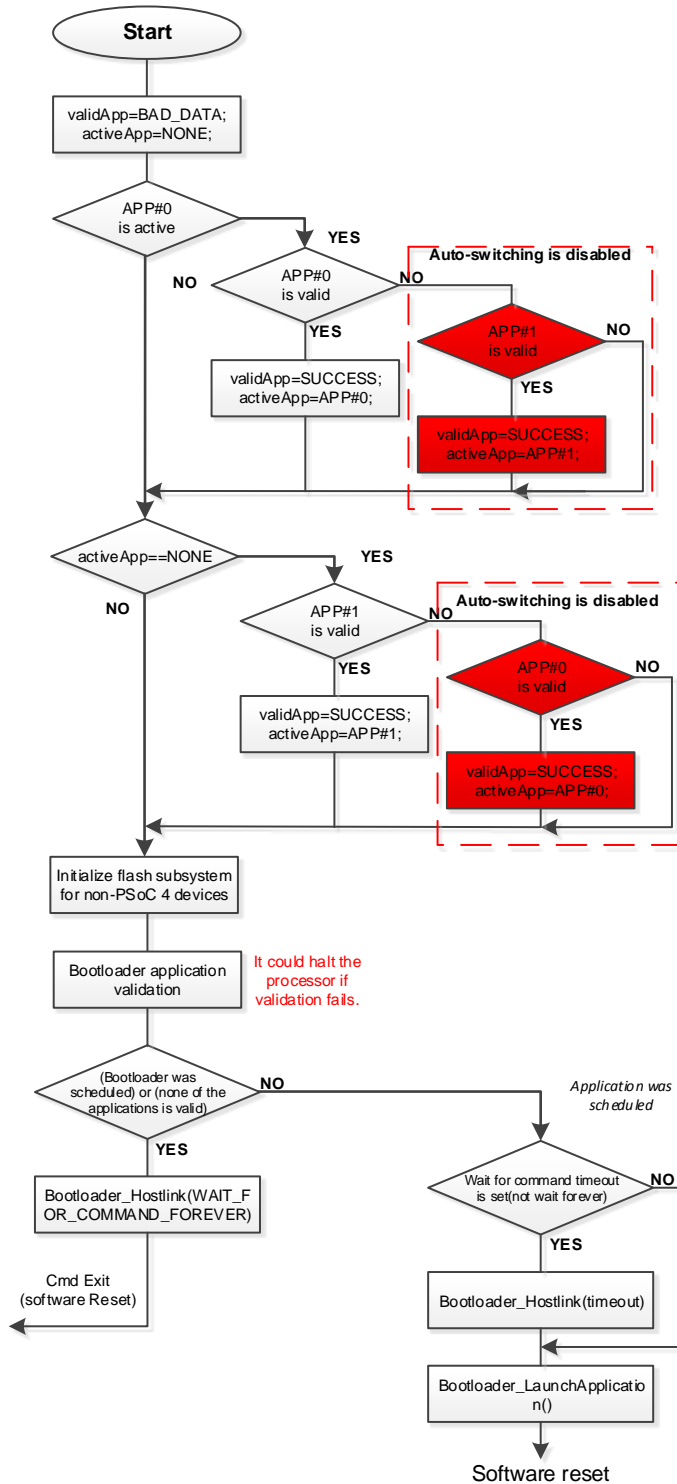 Start
validApp=BAD_DATA;
activeApp=NONE;
APP#0
is active
YES
NO
APP#0
is valid
NO
YES
Auto-switching is disabled
APP#1
is valid
NO
YES
validApp=SUCCESS;
activeApp=APP#0;
validApp=SUCCESS;
activeApp=APP#1;
activeApp==NONE
YES
NO
APP#1
is valid
NO
YES
Auto-switching is disabled
APP#0
is valid
NO
YES
validApp=SUCCESS;
activeApp=APP#1;
validApp=SUCCESS;
activeApp=APP#0;
Initialize flash subsystem
for non-PSoC 4 devices
Bootloader application
validation
It could halt the
processor if
validation fails.
(Bootloader was
scheduled) or (none of the
applications is valid)
NO
YES
Application was
scheduled
Wait for command timeout
is set(not wait forever)
NO
YES
Bootloader_Hostlink(WAIT_F
OR_COMMAND_FOREVER)
Cmd Exit
(software Reset)
Bootloader_Hostlink(timeout)
Bootloader_LaunchApplicatio
n()
Software reset